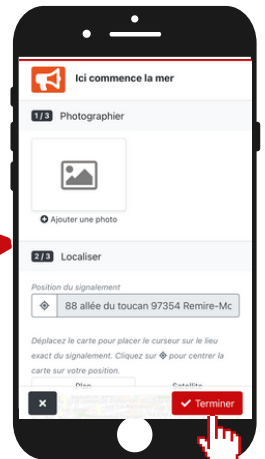 Ici commence la mer
1/3 Photographier
Ajouter une photo
2/3 Localiser
Position du signalement
88 allée du toucan 97354 Remire-Mc
Déplacez le carte pour placer le curseur sur le lieu
exact du signalement. Cliquez sur pour centrer la
carte sur votre position.
Plan Satellite
× Terminer